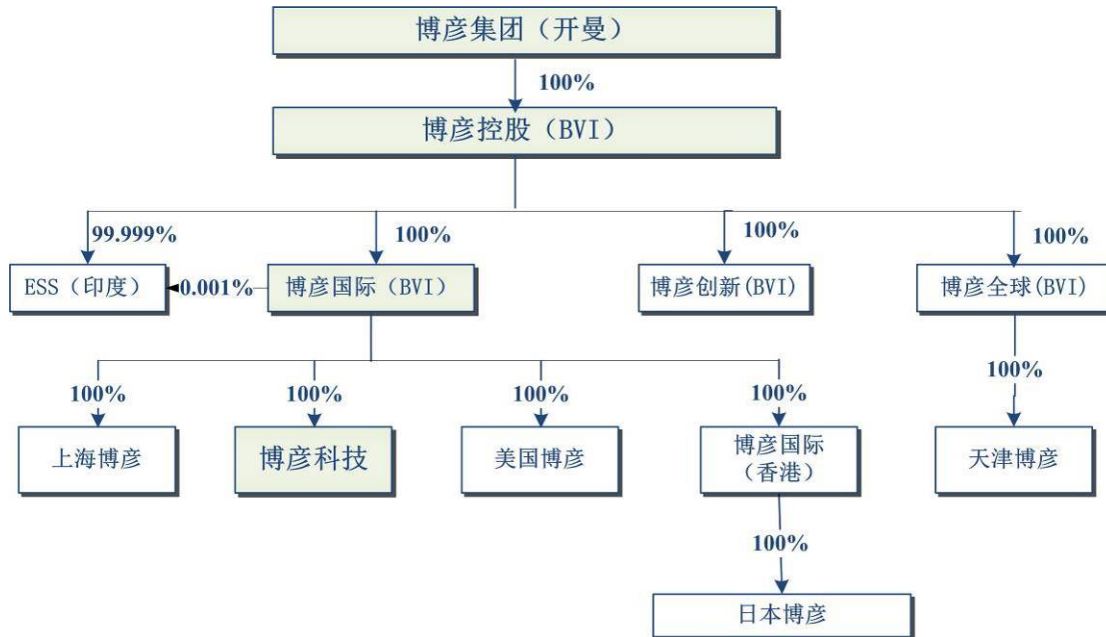 博彦集团（开曼）
100%
博彦控股（BVI）
99.999%
100%
100%
100%
ESS（印度）
0.001%
博彦国际（BVI）
博彦创新(BVI)
博彦全球(BVI)
100%
100%
100%
100%
100%
上海博彦
博彦科技
美国博彦
博彦国际
（香港）
天津博彦
100%
日本博彦